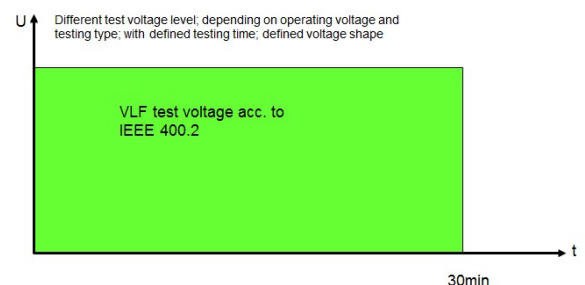 U
Different test voltage level; depending on operating voltage and
testing type; with defined testing time; defined voltage shape
VLF test voltage acc. to
IEEE 400.2
t
30min